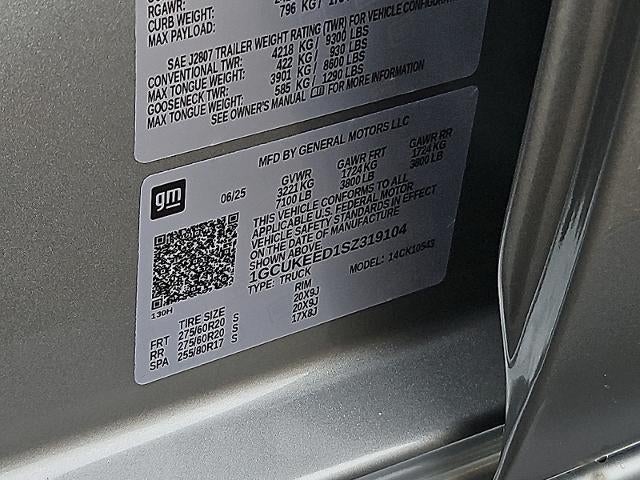 RGAWR:
CURB WEIGHT:
MAX PAYLOAD: 796 KG
SAE J2807 TRAILER WEIGHT RATING (TWR) FOR VEHICLE
CONVENTIONAL TWR: 4218 KG / 9300 LBS
MAX TONGUE WEIGHT: 422 KG / 930 LBS
GOOSENECK TWR: 3901 KG / 8600 LBS
MAX TONGUE WEIGHT: 585 KG / 1290 LBS
SEE OWNER'S MANUAL FOR MORE INFORMATION
MFD BY GENERAL MOTORS LLC
gm
06/25
GVWR GAWR FRT GAWR RR
3221 KG 1724 KG 1724 KG
7100 LB 3800 LB 3800 LB
THIS VEHICLE CONFORMS TO ALL
APPLICABLE U.S. FEDERAL MOTOR
VEHICLE SAFETY STANDARDS IN EFFECT
ON THE DATE OF MANUFACTURE
SHOWN ABOVE
1GCUKEED1SZ319104
TYPE: TRUCK MODEL: 14CK10543
130H
TIRE SIZE RIM
FRT 275/60R20 S 20X9J
RR 275/60R20 S 20X9J
SPA 255/80R17 S 17X8J